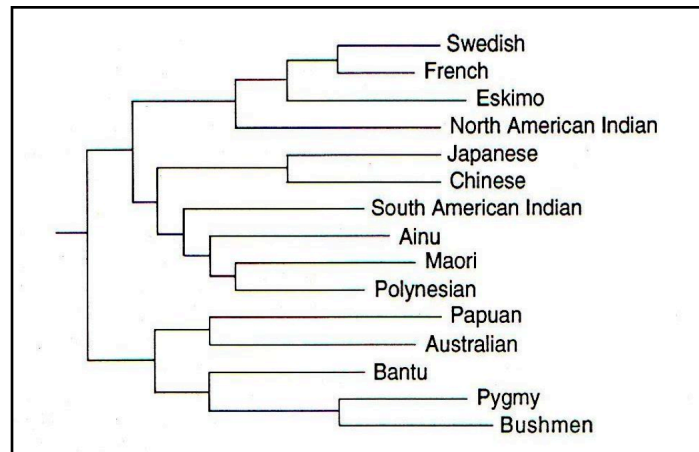 Swedish
French
Eskimo
North American Indian
Japanese
Chinese
South American Indian
Ainu
Maori
Polynesian
Papuan
Australian
Bantu
Pygmy
Bushmen